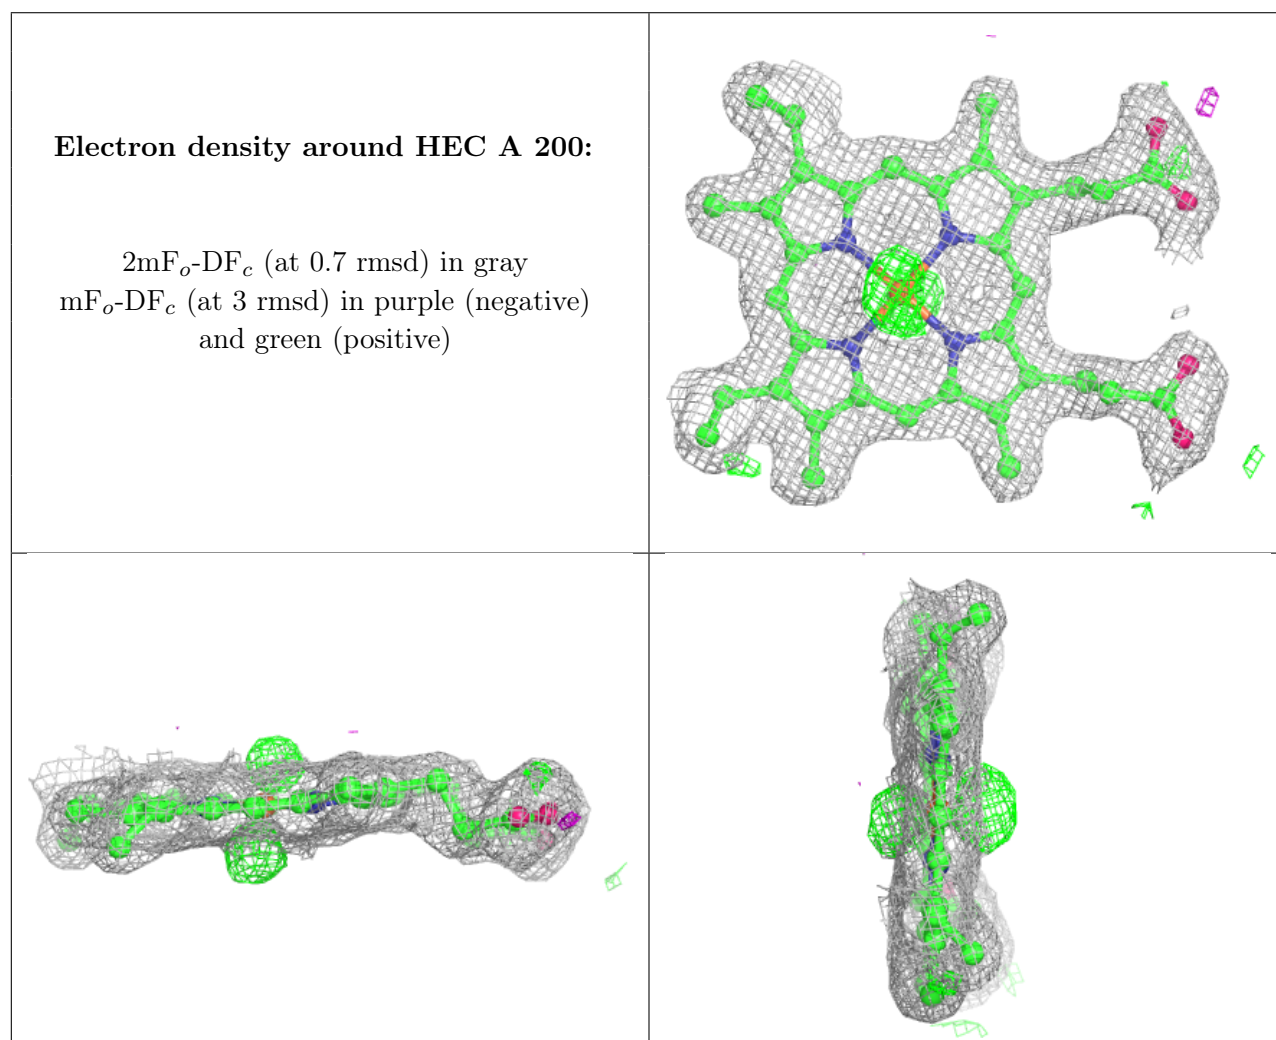 Electron density around HEC A 200:
2mFₒ-DF𝒸 (at 0.7 rmsd) in gray
mFₒ-DF𝒸 (at 3 rmsd) in purple (negative)
and green (positive)